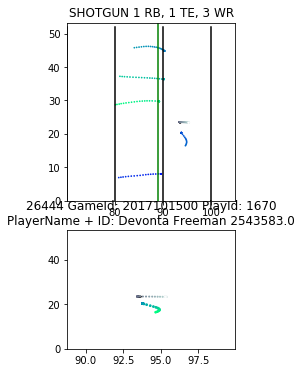 SHOTGUN 1 RB, 1 TE, 3 WR
50
40
30
20
10
0
80 90 100
26444 GameId: 2017101500 PlayId: 1670
PlayerName + ID: Devonta Freeman 2543583.0
40
20
0
90.0 92.5 95.0 97.5